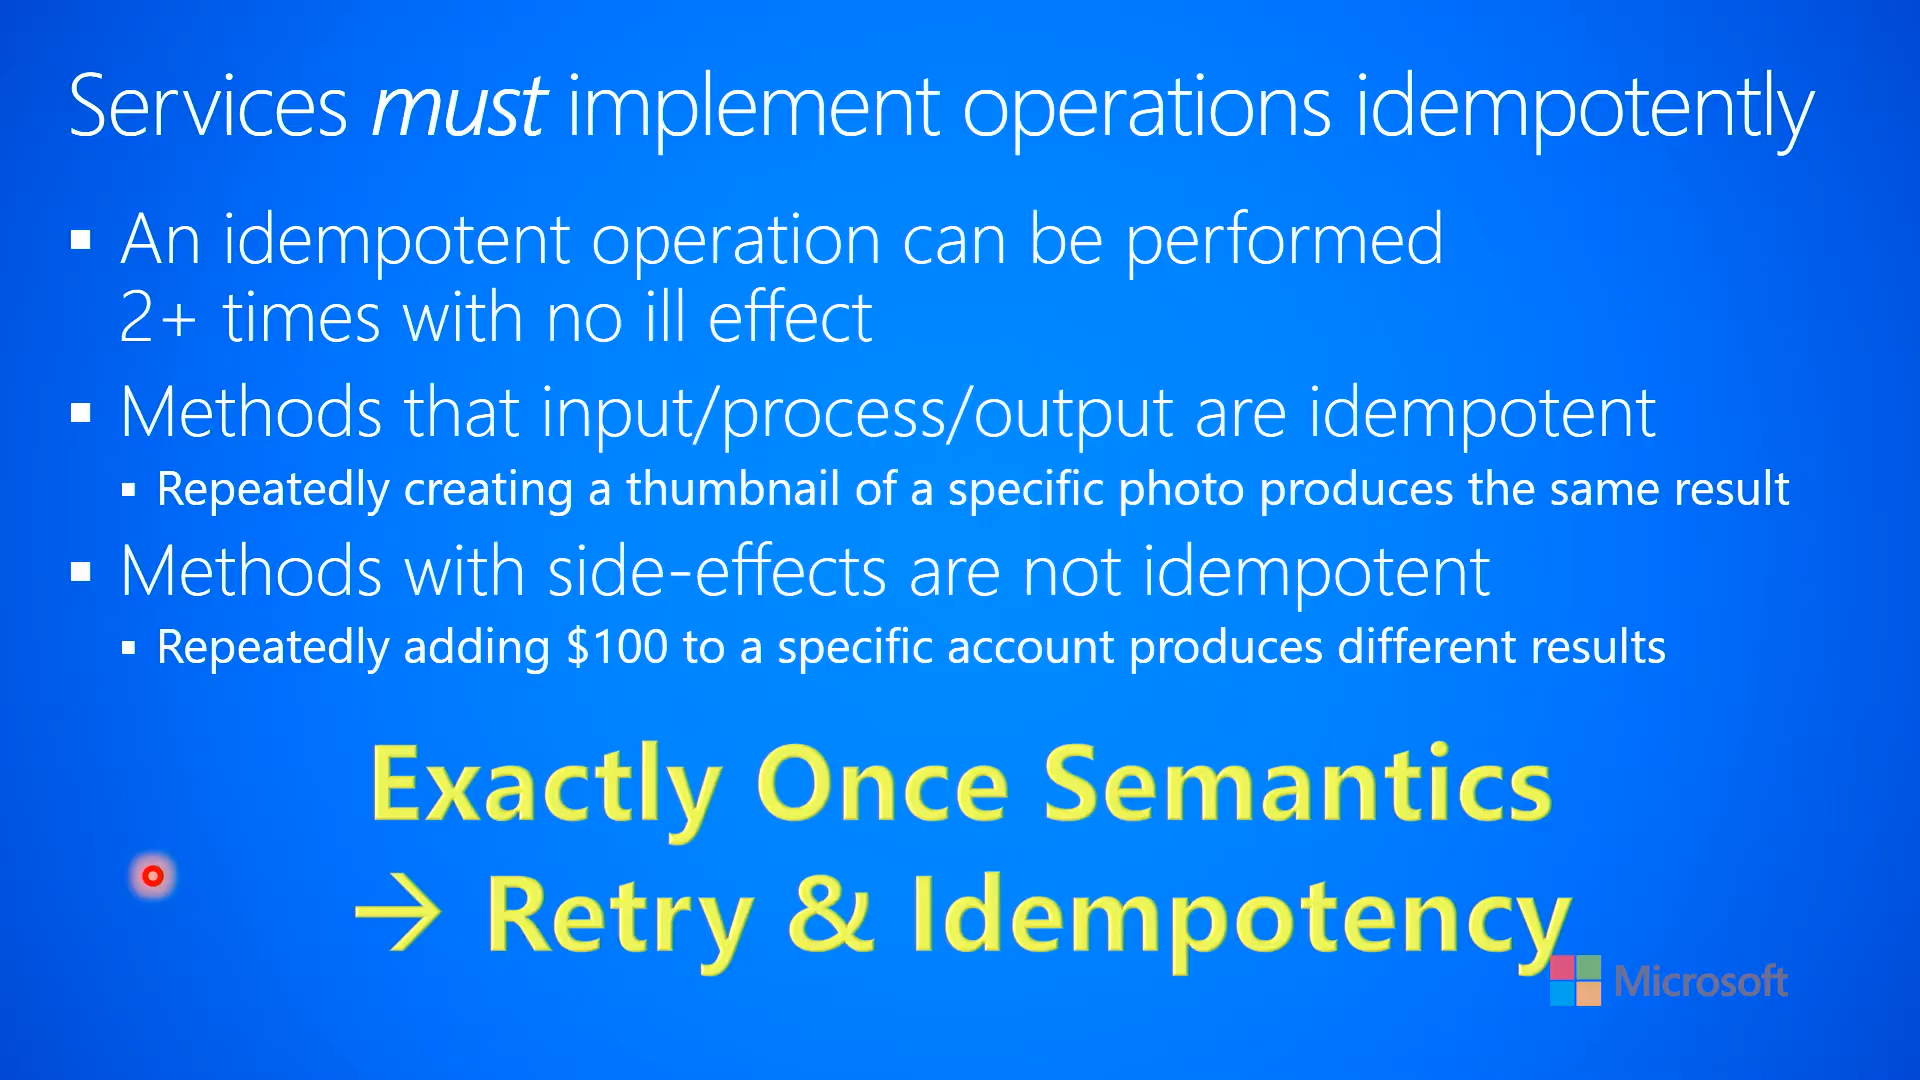 Services must implement operations idempotently
▪ An idempotent operation can be performed
2+ times with no ill effect
▪ Methods that input/process/output are idempotent
▪ Repeatedly creating a thumbnail of a specific photo produces the same result
▪ Methods with side-effects are not idempotent
▪ Repeatedly adding $100 to a specific account produces different results
Exactly Once Semantics
→ Retry & Idempotency
Microsoft